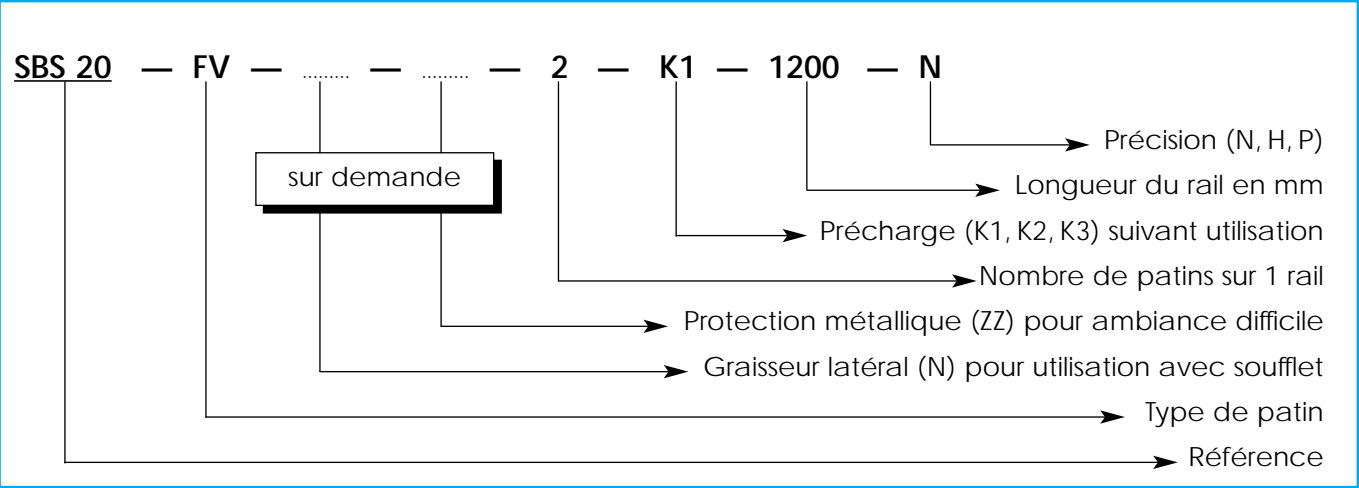 SBS 20 — FV — ......... — ......... — 2 — K1 — 1200 — N
Précision (N, H, P)
sur demande
Longueur du rail en mm
Précharge (K1, K2, K3) suivant utilisation
Nombre de patins sur 1 rail
Protection métallique (ZZ) pour ambiance difficile
Graisseur latéral (N) pour utilisation avec soufflet
Type de patin
Référence